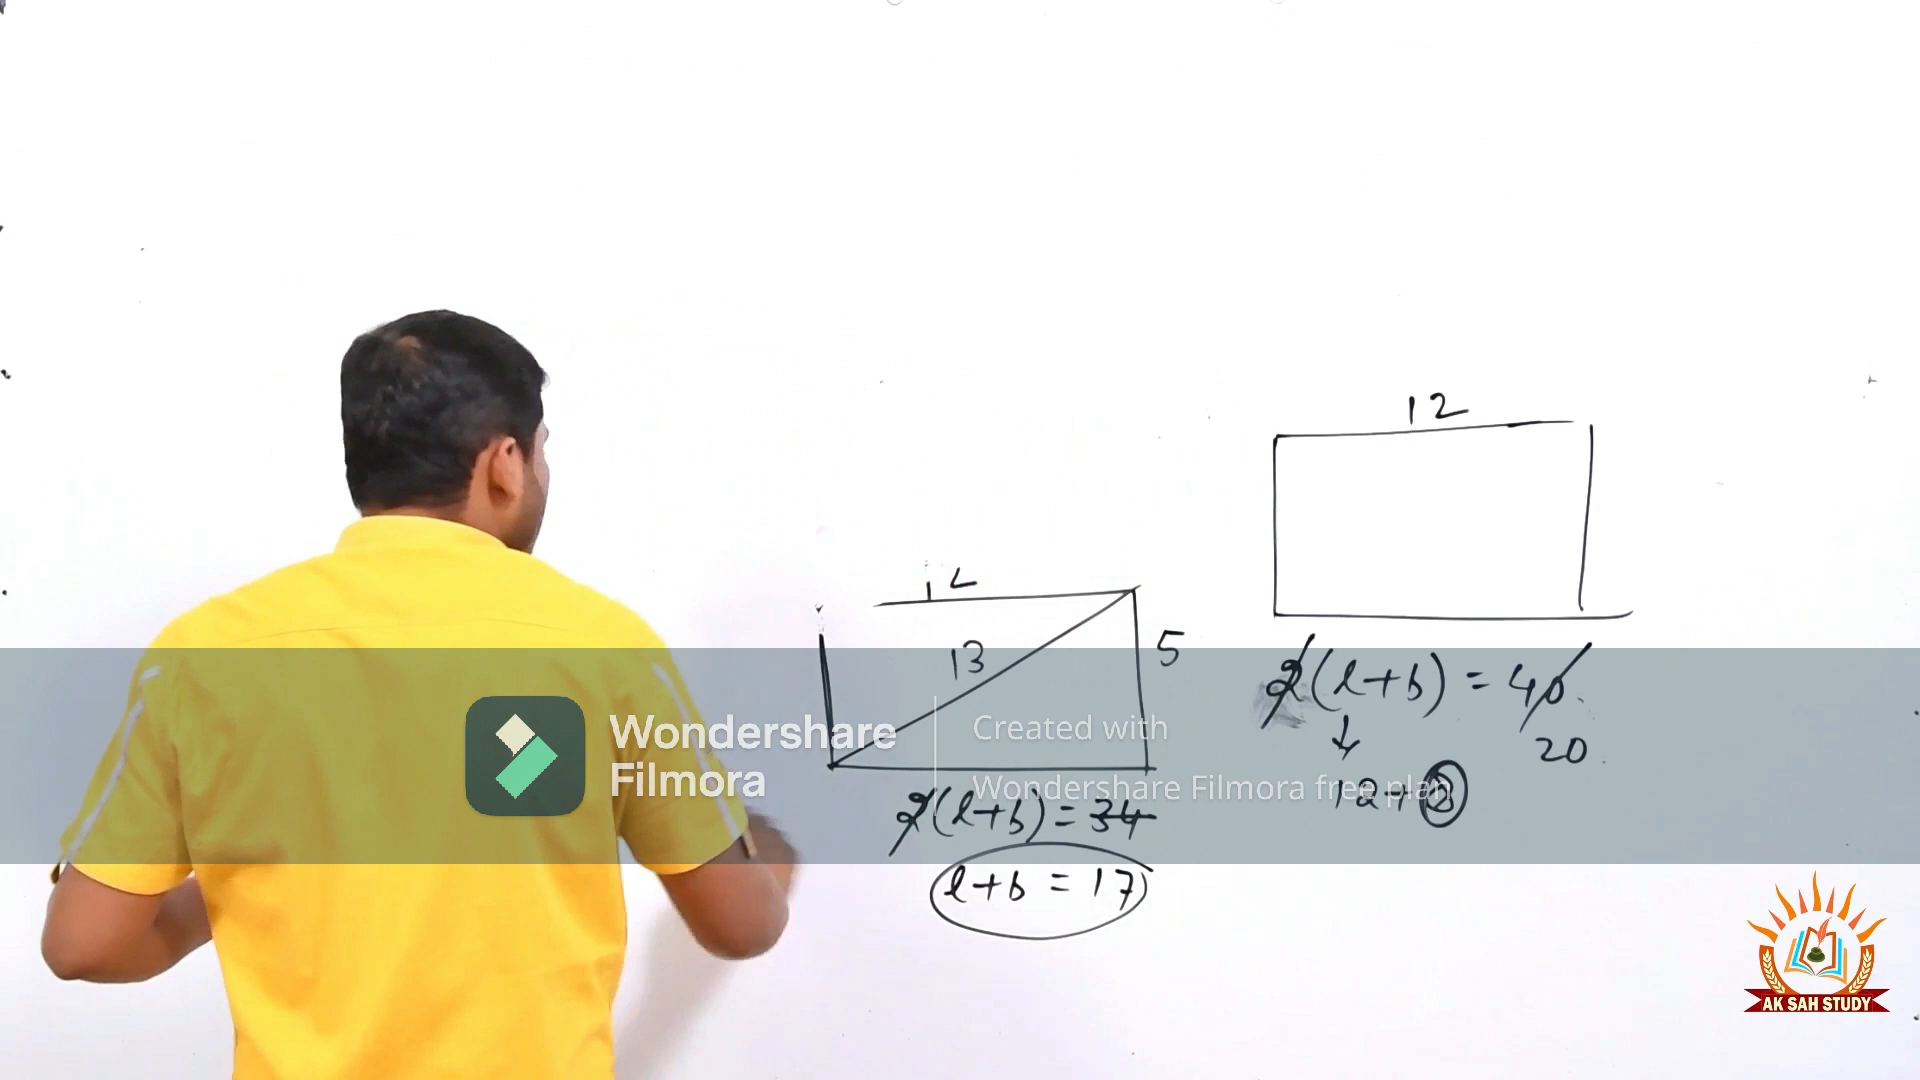 12
12
13
5
2(l+b) = 40
20
12+8
2(l+b) = 34
l+b = 17
Wondershare
Filmora
Created with
Wondershare Filmora free plan
AK SAH STUDY